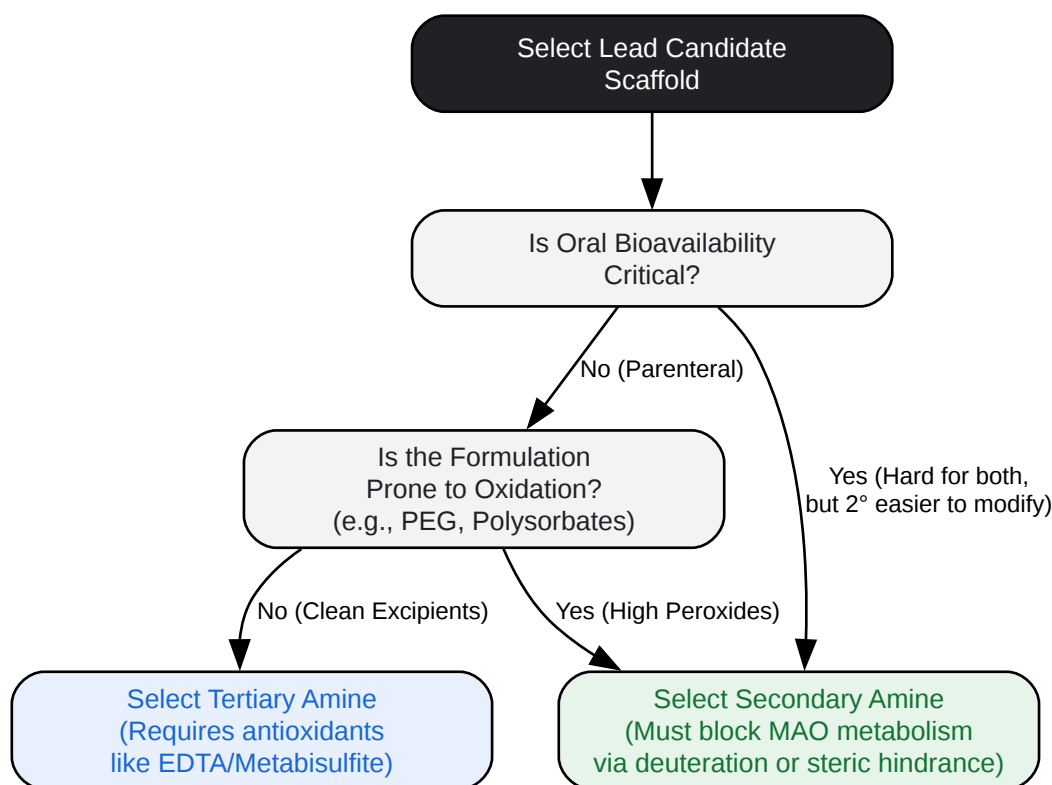 Select Lead Candidate
Scaffold
Is Oral Bioavailability
Critical?
No (Parenteral)
Is the Formulation
Prone to Oxidation?
(e.g., PEG, Polysorbates)
Yes (Hard for both,
but 2° easier to modify)
No (Clean Excipients)
Yes (High Peroxides)
Select Tertiary Amine
(Requires antioxidants
like EDTA/Metabisulfite)
Select Secondary Amine
(Must block MAO metabolism
via deuteration or steric hindrance)